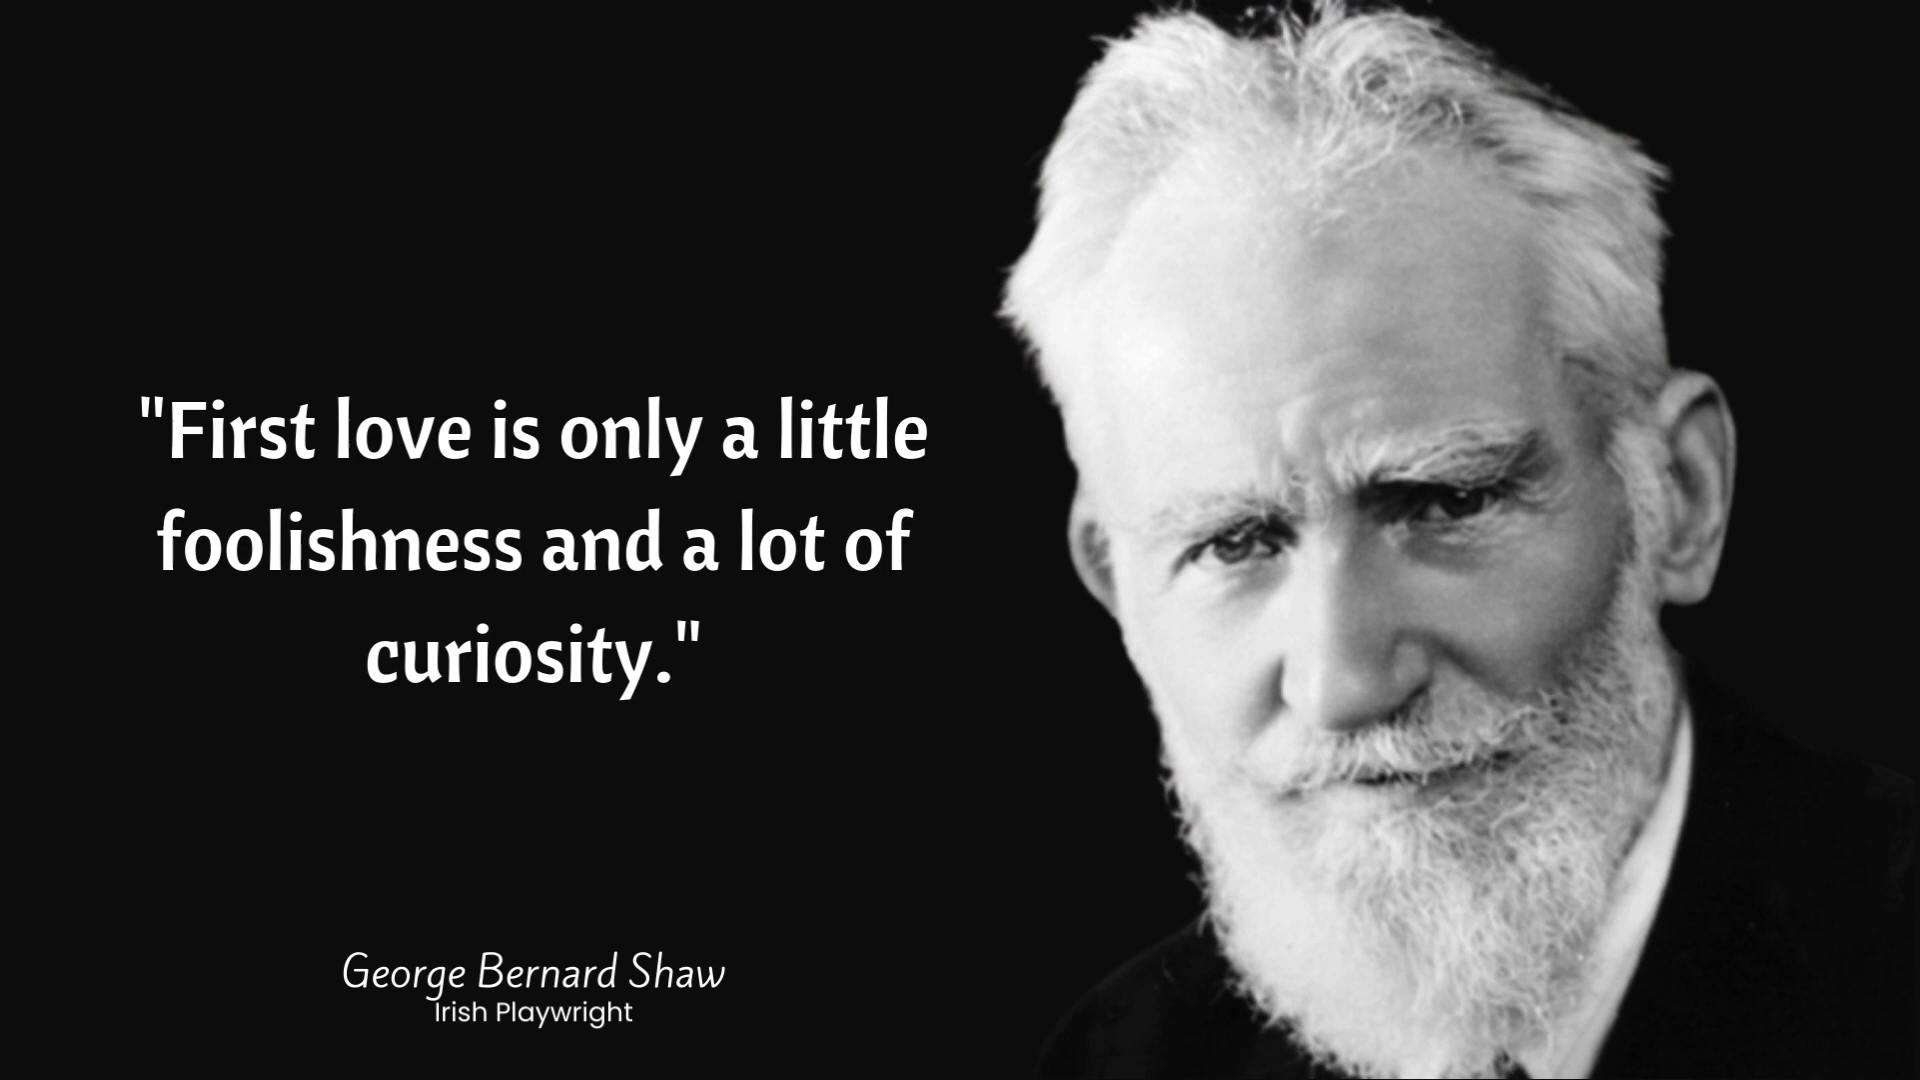 "First love is only a little
foolishness and a lot of
curiosity."
George Bernard Shaw
Irish Playwright